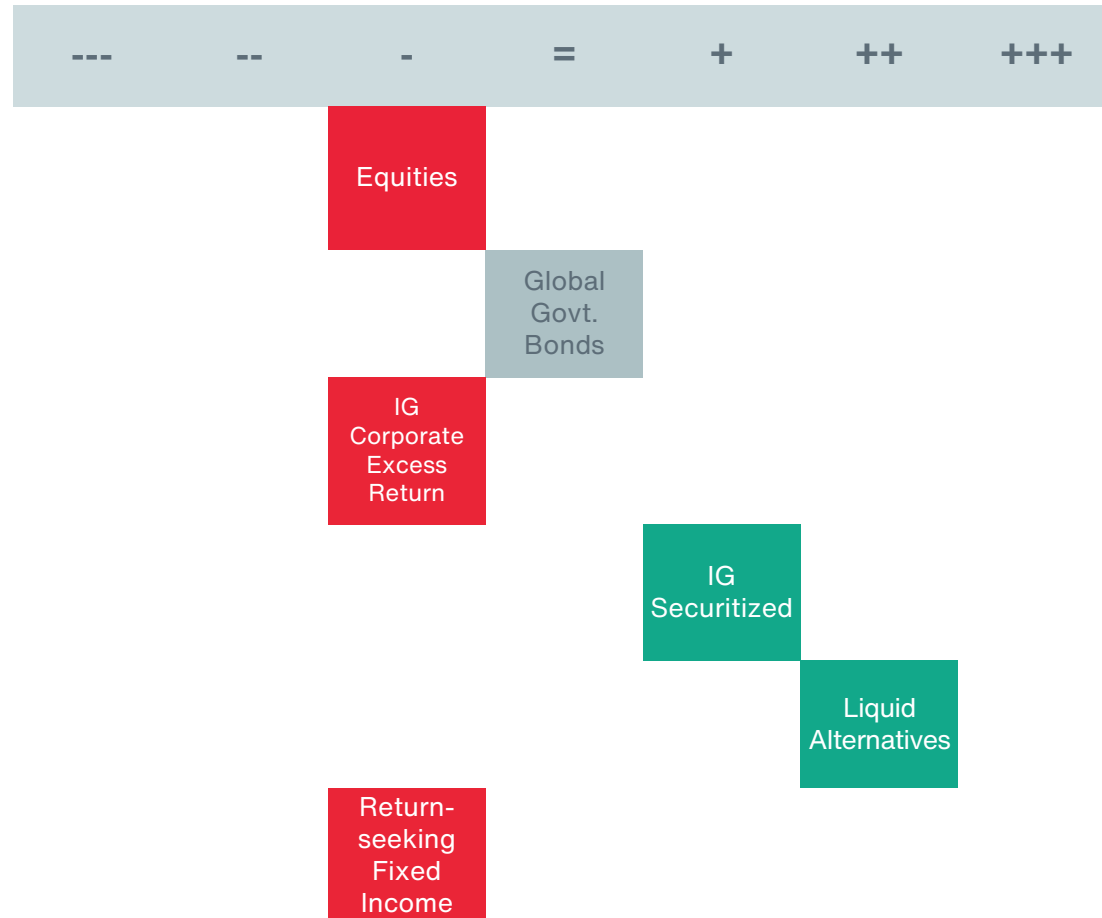 --- -- - = + ++ +++
Equities
Global
Govt.
Bonds
IG
Corporate
Excess
Return
IG
Securitized
Liquid
Alternatives
Return-
seeking
Fixed
Income